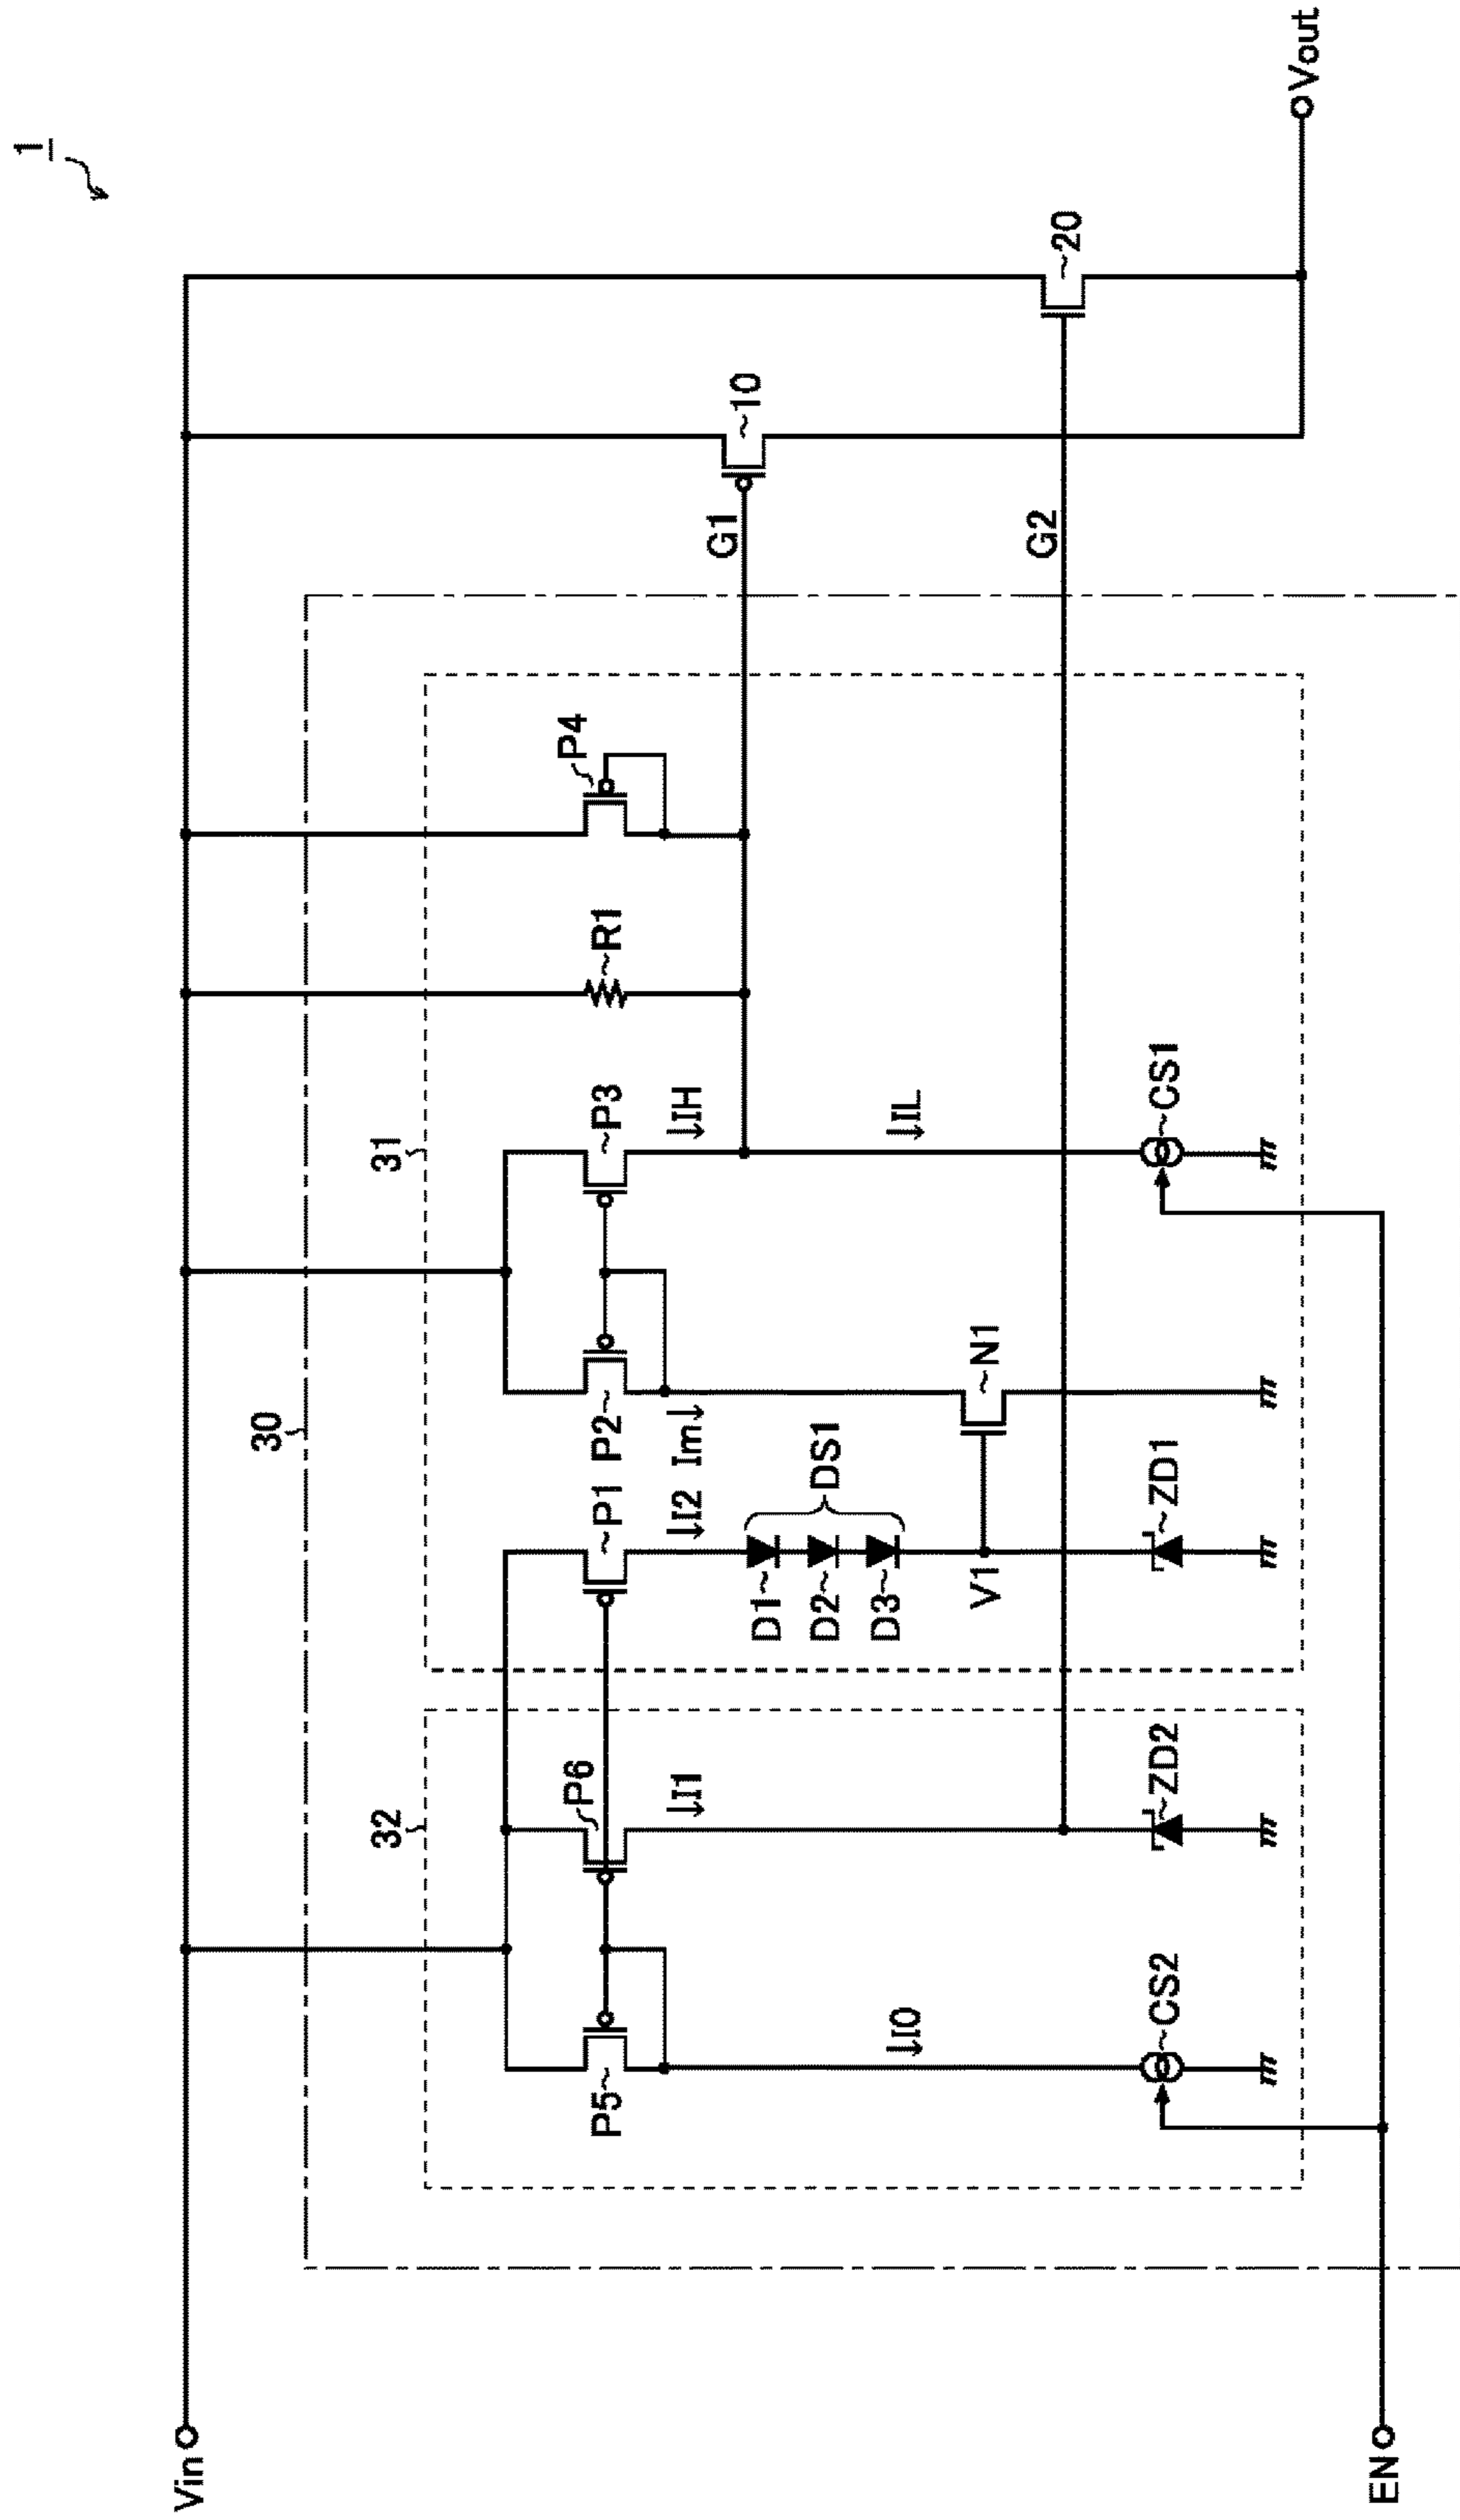 1
Vin
Vout
EN
30
31
32
P5
P6
P1
P2
P3
R1
P4
G1
10
G2
20
I0
I1
I2
Im
IH
IL
D1
D2
D3
DS1
V1
N1
CS2
ZD2
ZD1
CS1